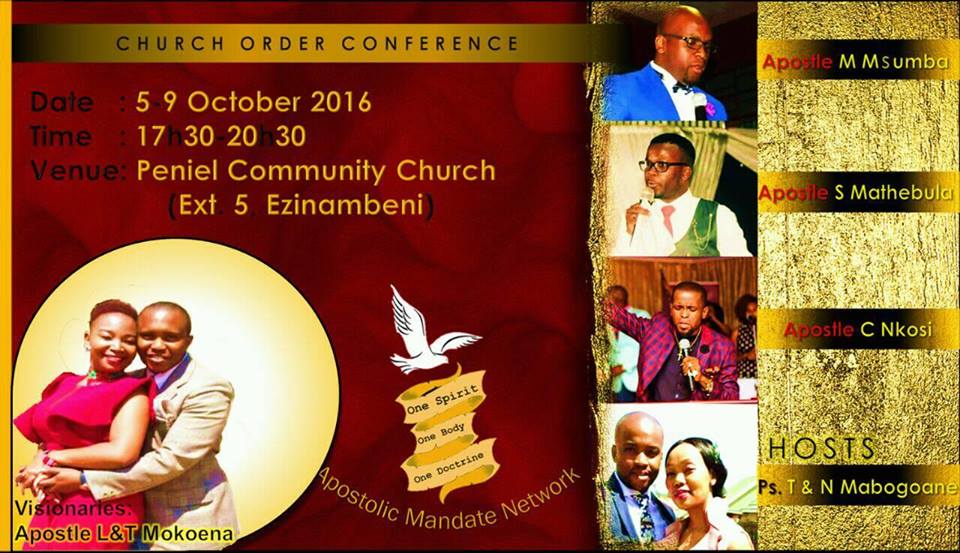 CHURCH ORDER CONFERENCE
Date : 5-9 October 2016
Time : 17h30-20h30
Venue: Peniel Community Church
(Ext. 5, Ezinambeni)
Visionaries:
Apostle L&T Mokoena
One Spirit
One Body
One Doctrine
Apostolic Mandate Network
Apostle M Msumba
Apostle S Mathebula
Apostle C Nkosi
HOSTS
Ps. T & N Mabogoane